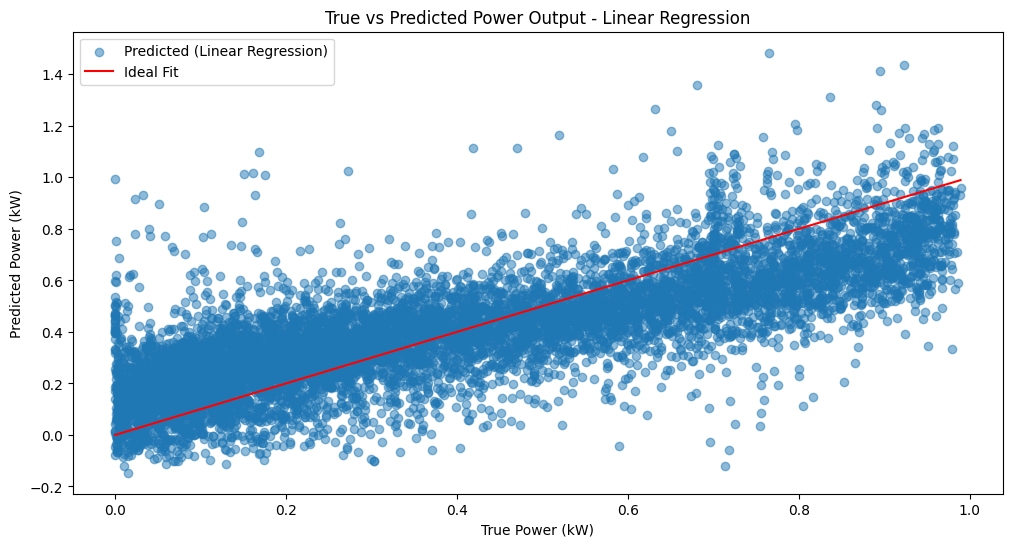 True vs Predicted Power Output - Linear Regression
Predicted (Linear Regression)
Ideal Fit
Predicted Power (kW)
1.4
1.2
1.0
0.8
0.6
0.4
0.2
0.0
−0.2
0.0 0.2 0.4 0.6 0.8 1.0
True Power (kW)